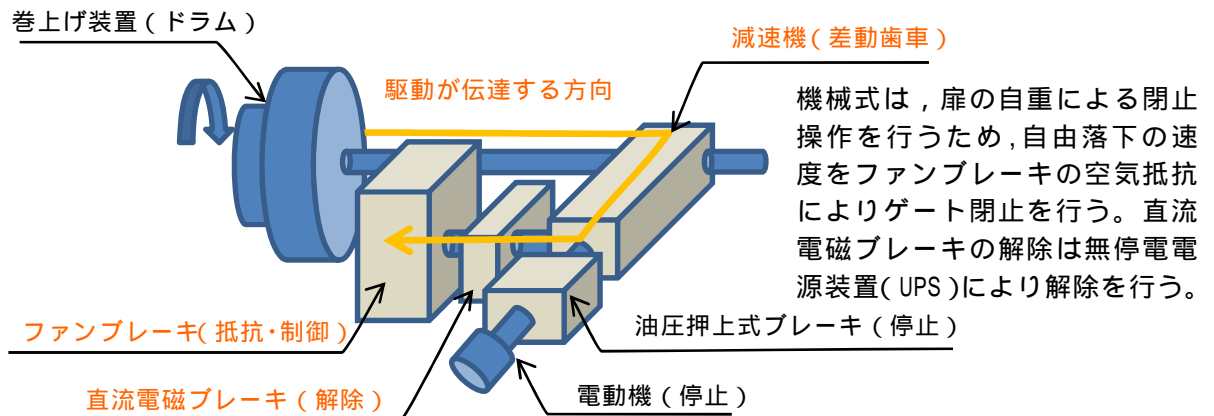 巻上げ装置（ドラム）
減速機（差動歯車）
駆動が伝達する方向
機械式は，扉の自重による閉止
操作を行うため，自由落下の速
度をファンブレーキの空気抵抗
によりゲート閉止を行う。直流
電磁ブレーキの解除は無停電電
源装置（UPS）により解除を行う。
ファンブレーキ（抵抗・制御）
油圧押上式ブレーキ（停止）
直流電磁ブレーキ（解除）
電動機（停止）